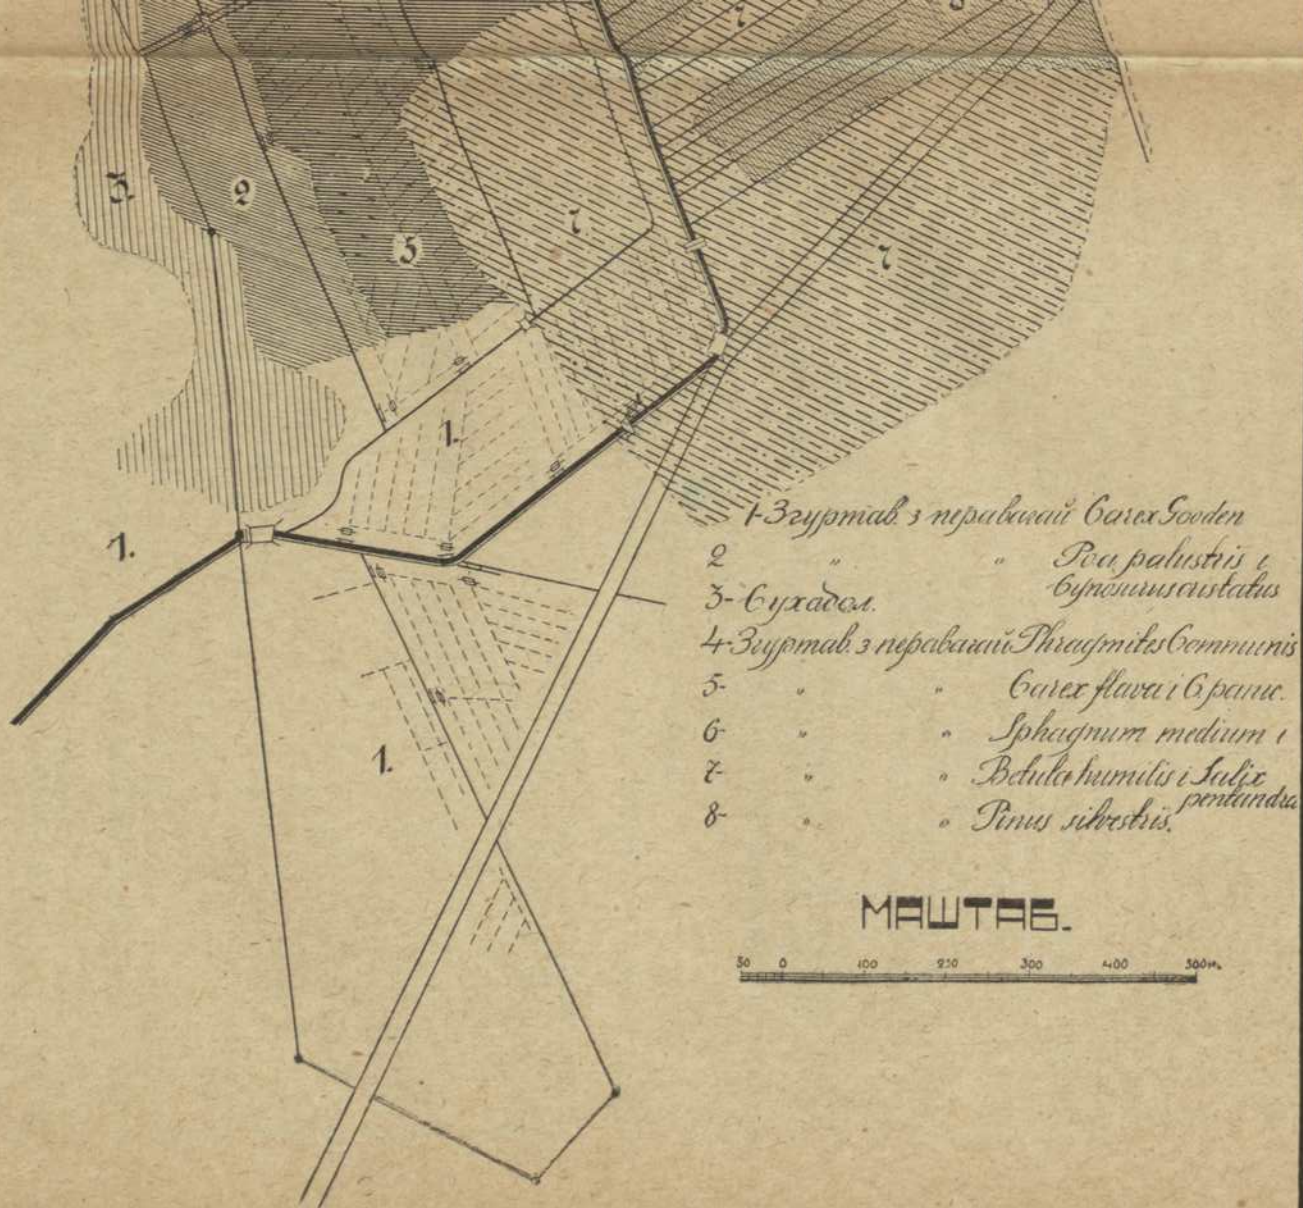 7
3.
2
5
7
7
1.
1.
1.
1-Згуртав. з перавагай Carex Gooden
2 " " Poa palustris i
Cynosurus cristatus
3- Сухадол.
4-Згуртав. з перавагай Phragmites Communis
5- " " Carex flava i C. panic.
6- " " Sphagnum medium i
7- " " Betula humilis i Salix
pentandra
8- " " Pinus silvestris.
МАШТАБ.
50 0 100 200 300 400 500 м.